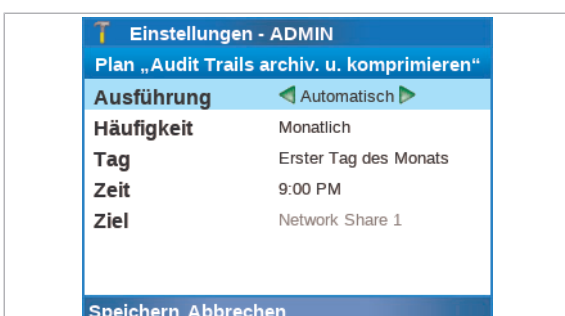 Einstellungen - ADMIN
Plan „Audit Trails archiv. u. komprimieren“
Ausführung Automatisch
Häufigkeit Monatlich
Tag Erster Tag des Monats
Zeit 9:00 PM
Ziel Network Share 1
Speichern Abbrechen